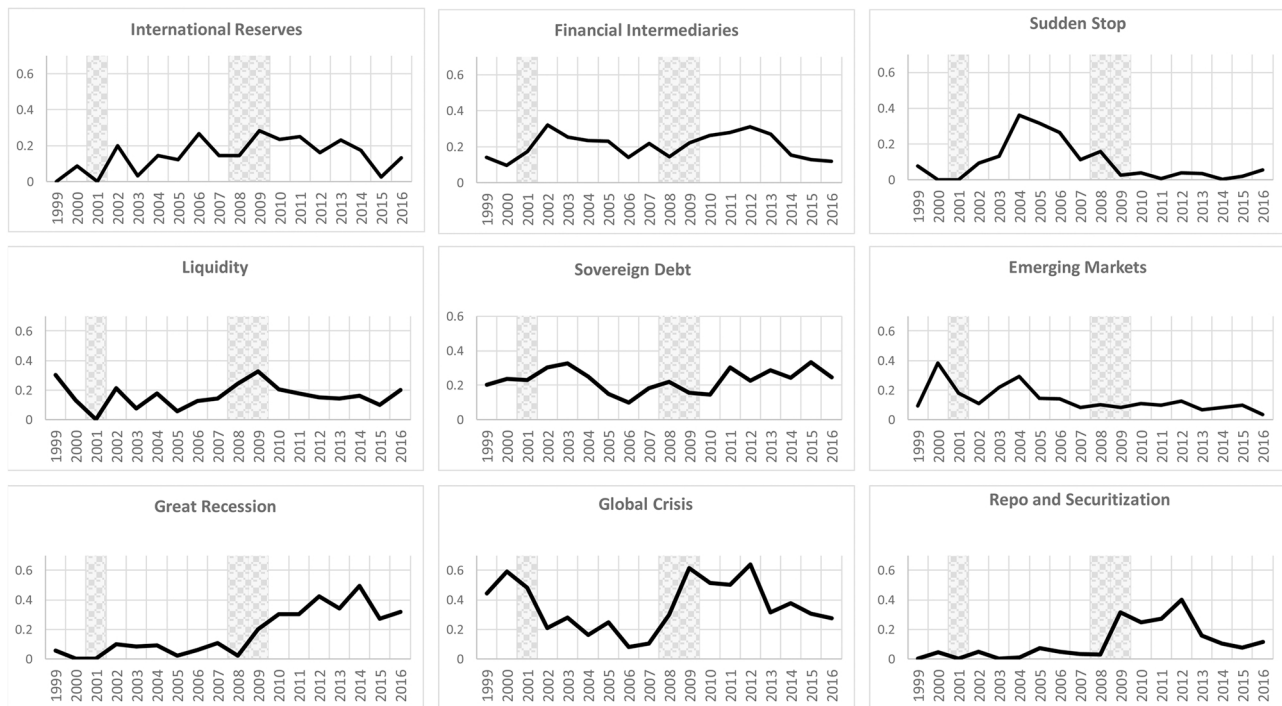 International Reserves
0.6
0.4
0.2
0
1999 2000 2001 2002 2003 2004 2005 2006 2007 2008 2009 2010 2011 2012 2013 2014 2015 2016
Financial Intermediaries
0.6
0.4
0.2
0
1999 2000 2001 2002 2003 2004 2005 2006 2007 2008 2009 2010 2011 2012 2013 2014 2015 2016
Sudden Stop
0.6
0.4
0.2
0
1999 2000 2001 2002 2003 2004 2005 2006 2007 2008 2009 2010 2011 2012 2013 2014 2015 2016
Liquidity
0.6
0.4
0.2
0
1999 2000 2001 2002 2003 2004 2005 2006 2007 2008 2009 2010 2011 2012 2013 2014 2015 2016
Sovereign Debt
0.6
0.4
0.2
0
1999 2000 2001 2002 2003 2004 2005 2006 2007 2008 2009 2010 2011 2012 2013 2014 2015 2016
Emerging Markets
0.6
0.4
0.2
0
1999 2000 2001 2002 2003 2004 2005 2006 2007 2008 2009 2010 2011 2012 2013 2014 2015 2016
Great Recession
0.6
0.4
0.2
0
1999 2000 2001 2002 2003 2004 2005 2006 2007 2008 2009 2010 2011 2012 2013 2014 2015 2016
Global Crisis
0.6
0.4
0.2
0
1999 2000 2001 2002 2003 2004 2005 2006 2007 2008 2009 2010 2011 2012 2013 2014 2015 2016
Repo and Securitization
0.6
0.4
0.2
0
1999 2000 2001 2002 2003 2004 2005 2006 2007 2008 2009 2010 2011 2012 2013 2014 2015 2016